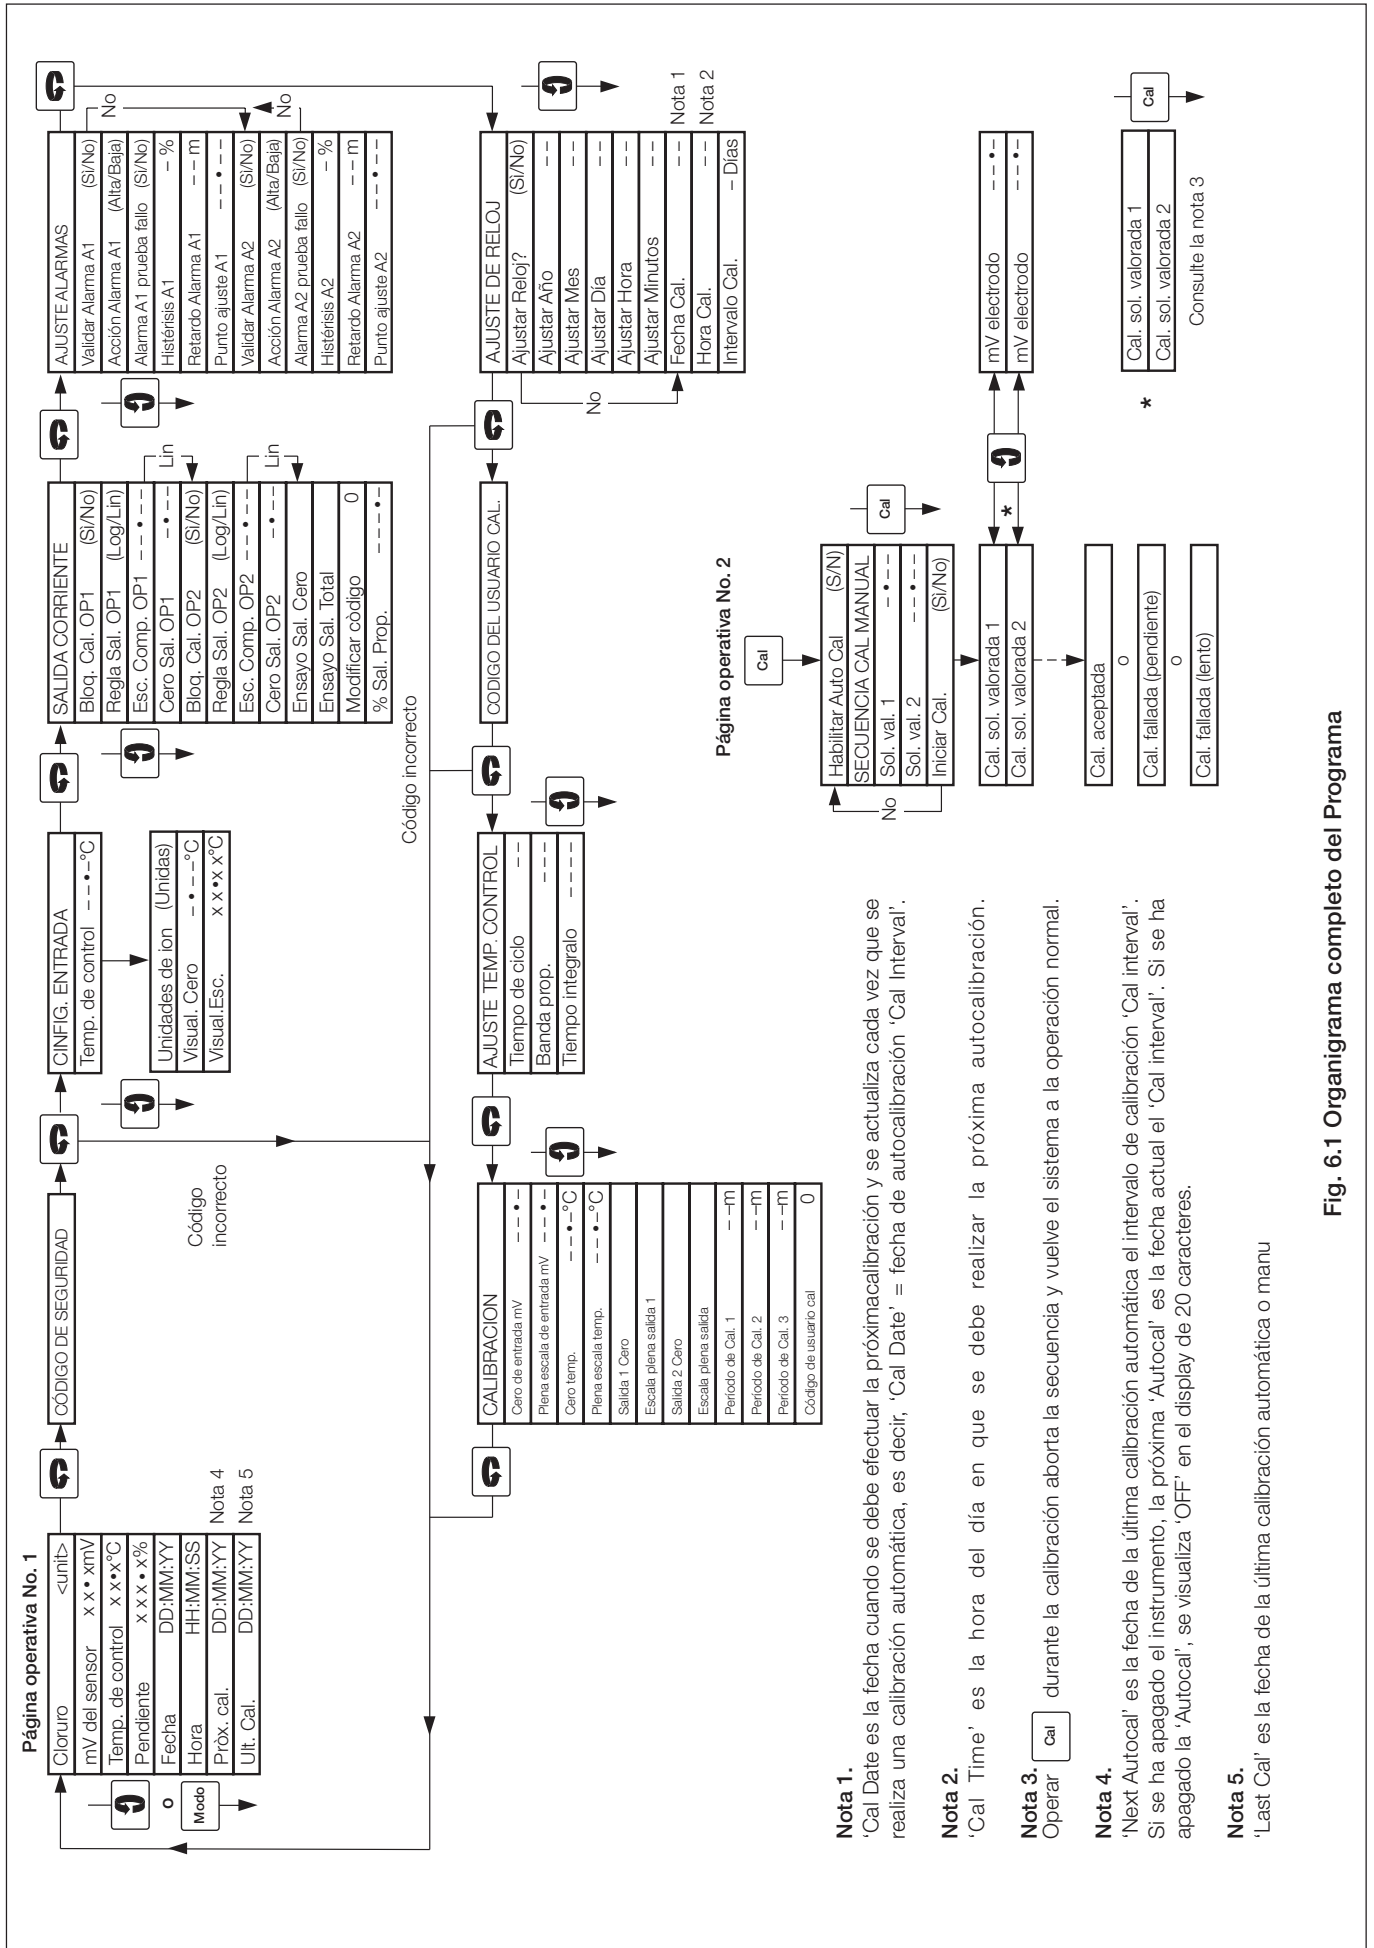 Página operativa No. 1
Cloruro <unit>
mV del sensor x x • xmV
Temp. de control x x•x°C
Pendiente x x x • x%
Fecha DD:MM:YY
Hora HH:MM:SS
Pròx. cal. DD:MM:YY Nota 4
Ult. Cal. DD:MM:YY Nota 5
o
Modo
CÓDIGO DE SEGURIDAD
Código
incorrecto
CINFIG. ENTRADA
Temp. de control – – • –°C
Unidades de ion (Unidas)
Visual. Cero – • – –°C
Visual.Esc. x x •x x°C
SALIDA CORRIENTE
Bloq. Cal. OP1 (Sì/No)
Regla Sal. OP1 (Log/Lin)
Esc. Comp. OP1 – – • – –
Cero Sal. OP1 – • – –
Bloq. Cal. OP2 (Sì/No)
Regla Sal. OP2 (Log/Lin)
Esc. Comp. OP2 – – • – –
Cero Sal. OP2 – • – –
Ensayo Sal. Cero
Ensayo Sal. Total
Modificar còdigo 0
% Sal. Prop. – – – • –
Lin
Lin
AJUSTE ALARMAS
Validar Alarma A1 (Sì/No)
Acción Alarma A1 (Alta/Baja)
Alarma A1 prueba fallo (Sì/No)
Histérisis A1 – %
Retardo Alarma A1 – – m
Punto ajuste A1 – – • – – –
Validar Alarma A2 (Sì/No)
Acción Alarma A2 (Alta/Baja)
Alarma A2 prueba fallo (Sì/No)
Histérisis A2 – %
Retardo Alarma A2 – – m
Punto ajuste A2 – – • – – –
No
No
Código incorrecto
CALIBRACION
Cero de entrada mV – – • –
Plena escala de entrada mV – – • –
Cero temp. – – • –°C
Plena escala temp. – – – • –°C
Salida 1 Cero
Escala plena salida 1
Salida 2 Cero
Escala plena salida
Período de Cal. 1 – –m
Período de Cal. 2 – –m
Período de Cal. 3 – –m
Código de usuario cal 0
AJUSTE TEMP. CONTROL
Tiempo de ciclo – –
Banda prop. – – –
Tiempo integralo – – – –
CODIGO DEL USUARIO CAL.
AJUSTE DE RELOJ
Ajustar Reloj? (Sì/No)
Ajustar Año – –
Ajustar Mes – –
Ajustar Día – –
Ajustar Hora – –
Ajustar Minutos – –
Fecha Cal. – – Nota 1
Hora Cal. – – Nota 2
Intervalo Cal. – Días
No
Página operativa No. 2
Cal
Habilitar Auto Cal (S/N)
SECUENCIA CAL MANUAL
Sol. val. 1 – • – –
Sol. val. 2 – – • – – –
Iniciar Cal. (Sì/No)
No
Cal
Cal. sol. valorada 1
Cal. sol. valorada 2
*
mV electrodo – – – • –
mV electrodo – – – • –
Cal. aceptada
o
Cal. fallada (pendiente)
o
Cal. fallada (lento)
*
Cal. sol. valorada 1
Cal. sol. valorada 2
Cal
Consulte la nota 3
Nota 1.
‘Cal Date es la fecha cuando se debe efectuar la próximacalibración y se actualiza cada vez que se
realiza una calibración automática, es decir, ‘Cal Date’ = fecha de autocalibración ‘Cal Interval’.
Nota 2.
‘Cal Time’ es la hora del día en que se debe realizar la próxima autocalibración.
Nota 3.
Operar Cal durante la calibración aborta la secuencia y vuelve el sistema a la operación normal.
Nota 4.
‘Next Autocal’ es la fecha de la última calibración automática el intervalo de calibración ‘Cal interval’.
Si se ha apagado el instrumento, la próxima ‘Autocal’ es la fecha actual el ‘Cal interval’. Si se ha
apagado la ‘Autocal’, se visualiza ‘OFF’ en el display de 20 caracteres.
Nota 5.
‘Last Cal’ es la fecha de la última calibración automática o manu
Fig. 6.1 Organigrama completo del Programa